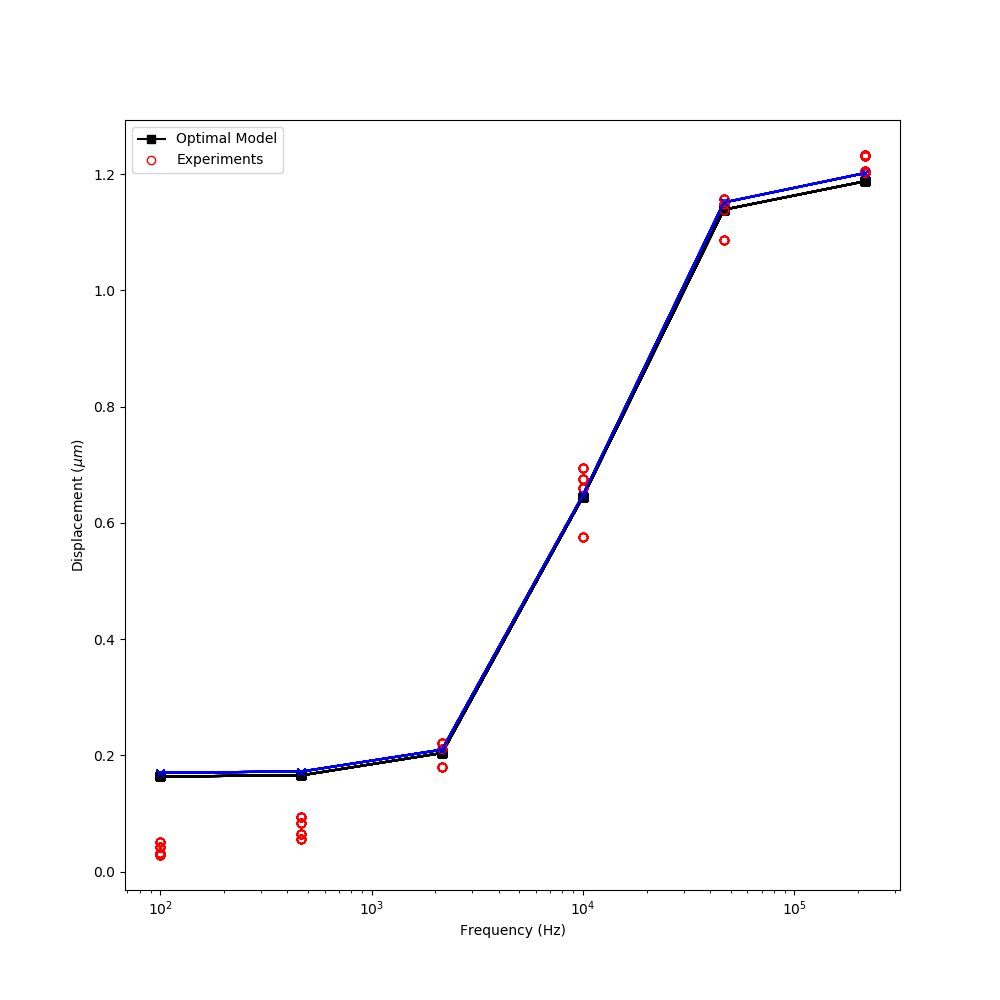 Optimal Model
Experiments
1.2
1.0
0.8
0.6
0.4
0.2
0.0
Displacement (μm)
10² 10³ 10⁴ 10⁵
Frequency (Hz)